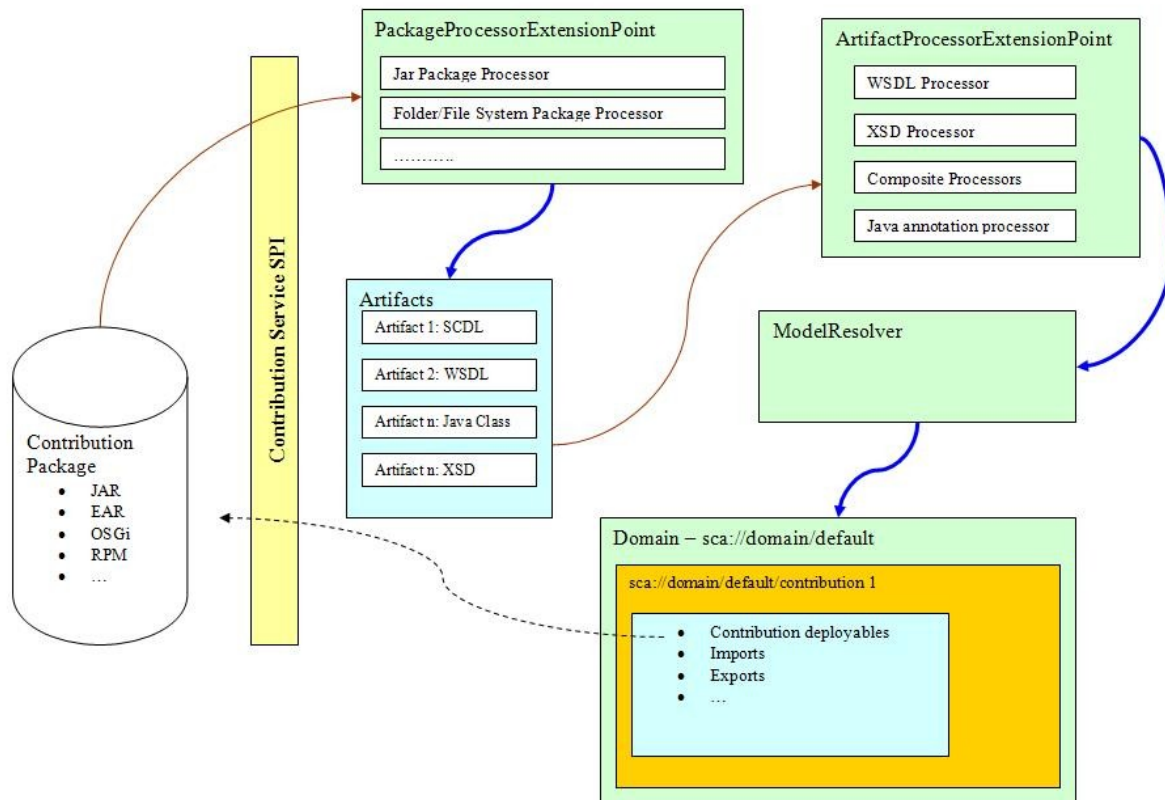 PackageProcessorExtensionPoint
Jar Package Processor
Folder/File System Package Processor
………..
ArtifactProcessorExtensionPoint
WSDL Processor
XSD Processor
Composite Processors
Java annotation processor
Contribution Service SPI
Artifacts
Artifact 1: SCDL
Artifact 2: WSDL
Artifact n: Java Class
Artifact n: XSD
ModelResolver
Contribution
Package
• JAR
• EAR
• OSGi
• RPM
• …
Domain – sca://domain/default
sca://domain/default/contribution 1
• Contribution deployables
• Imports
• Exports
• …